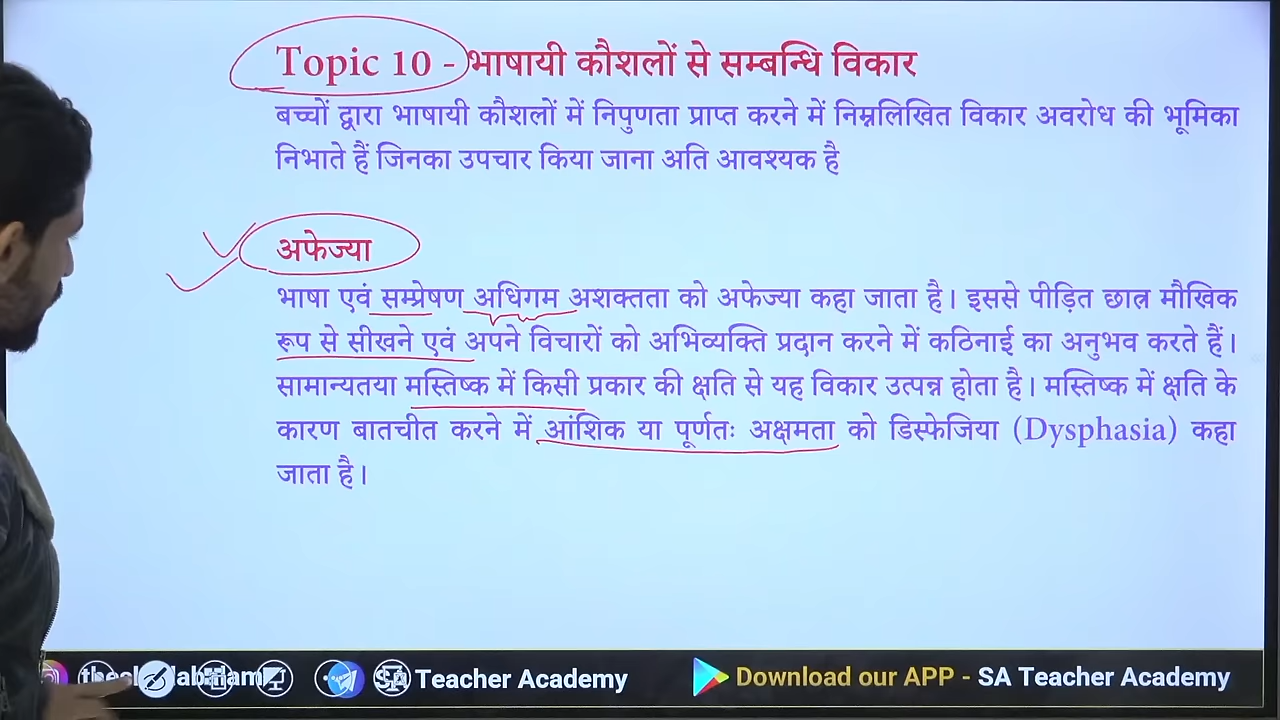 Topic 10 - भाषायी कौशलों से सम्बन्धि विकार
बच्चों द्वारा भाषायी कौशलों में निपुणता प्राप्त करने में निम्नलिखित विकार अवरोध की भूमिका
निभाते हैं जिनका उपचार किया जाना अति आवश्यक है
अफेज्या
भाषा एवं सम्प्रेषण अधिगम अशक्तता को अफेज्या कहा जाता है। इससे पीड़ित छात्र मौखिक
रूप से सीखने एवं अपने विचारों को अभिव्यक्ति प्रदान करने में कठिनाई का अनुभव करते हैं।
सामान्यतया मस्तिष्क में किसी प्रकार की क्षति से यह विकार उत्पन्न होता है। मस्तिष्क में क्षति के
कारण बातचीत करने में आंशिक या पूर्णतः अक्षमता को डिस्फेजिया (Dysphasia) कहा
जाता है।
Teacher Academy Download our APP - SA Teacher Academy